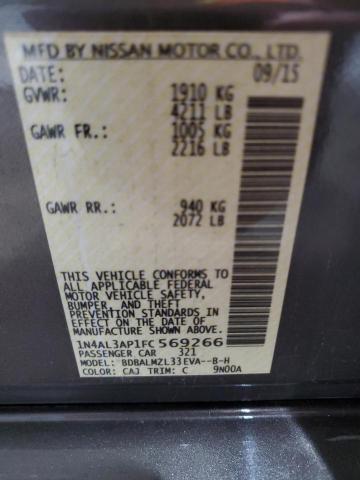 MFD BY NISSAN MOTOR CO., LTD.
DATE: 09/15
GVWR: 1910 KG
4211 LB
GAWR FR.: 1005 KG
2216 LB
GAWR RR.: 940 KG
2072 LB
THIS VEHICLE CONFORMS TO
ALL APPLICABLE FEDERAL
MOTOR VEHICLE SAFETY,
BUMPER, AND THEFT
PREVENTION STANDARDS IN
EFFECT ON THE DATE OF
MANUFACTURE.
1N4AL3AP1FC569266
PASSENGER CAR 321
MODEL: BDBALMZL33EVA--B-H
COLOR: CAJ TRIM: C 9N00A